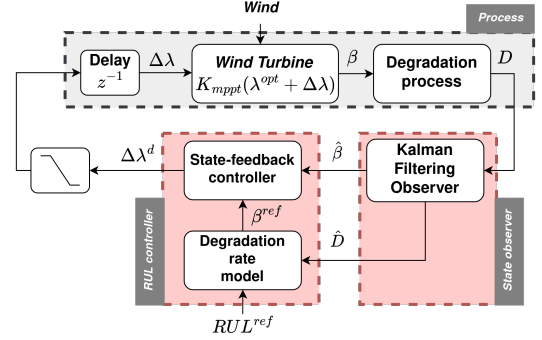 Wind
Process
Delay
z⁻¹
Δλ
Wind Turbine
K_{mppt}(λ^{opt} + Δλ)
β
Degradation
process
D
Δλ^d
State-feedback
controller
β̂
Kalman
Filtering
Observer
β^{ref}
RUL controller
Degradation
rate
model
D̂
State observer
RUL^{ref}